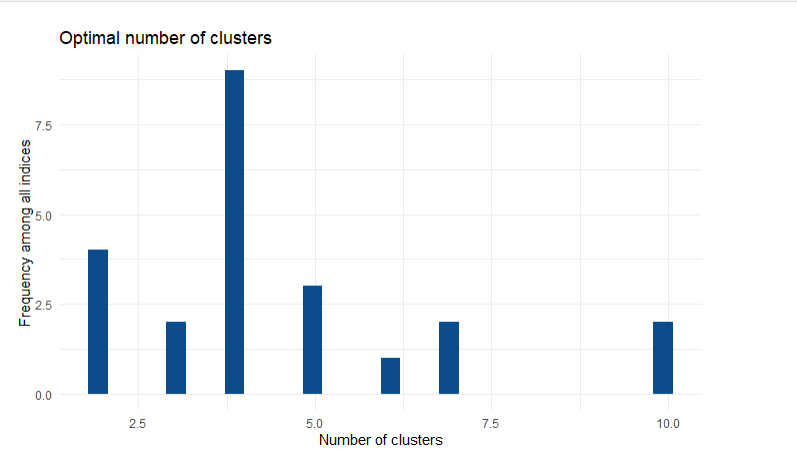 Optimal number of clusters
Frequency among all indices
7.5
5.0
2.5
0.0
2.5
5.0
7.5
10.0
Number of clusters